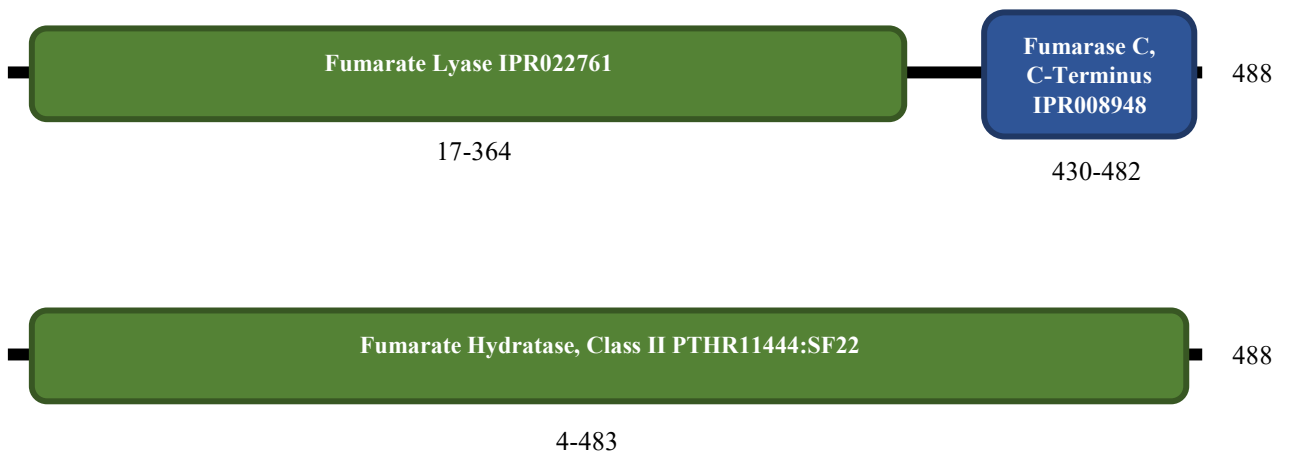 Fumarate Lyase IPR022761
Fumarase C,
C-Terminus
IPR008948
488
17-364
430-482
Fumarate Hydratase, Class II PTHR11444:SF22
488
4-483